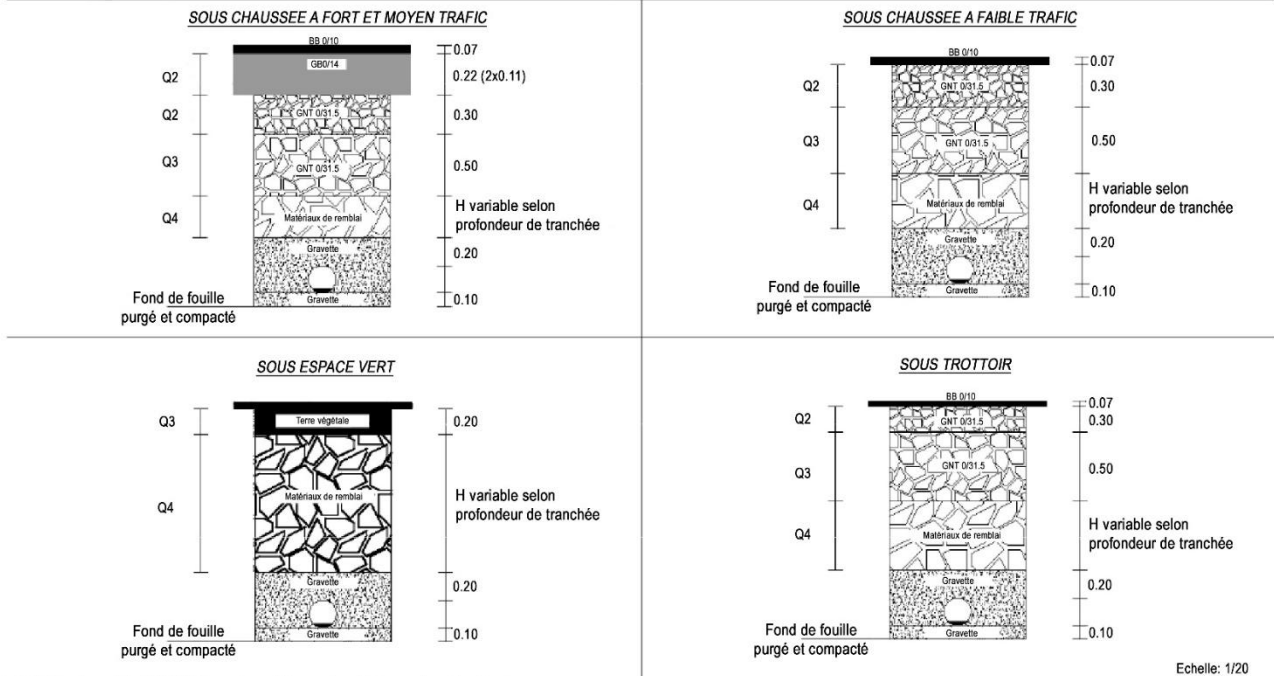 SOUS CHAUSSEE A FORT ET MOYEN TRAFIC
BB 0/10
0.07
GB0/14
Q2
0.22 (2x0.11)
Q2
GNT 0/31.5
0.30
Q3
GNT 0/31.5
0.50
Q4
Matériaux de remblai
H variable selon
profondeur de tranchée
Gravette
0.20
Fond de fouille
purgé et compacté
Gravette
0.10
SOUS CHAUSSEE A FAIBLE TRAFIC
BB 0/10
0.07
Q2
GNT 0/31.5
0.30
Q3
GNT 0/31.5
0.50
Q4
Matériaux de remblai
H variable selon
profondeur de tranchée
Gravette
0.20
Fond de fouille
purgé et compacté
Gravette
0.10
SOUS ESPACE VERT
Q3
Terre végétale
0.20
Q4
Matériaux de remblai
H variable selon
profondeur de tranchée
Gravette
0.20
Fond de fouille
purgé et compacté
Gravette
0.10
SOUS TROTTOIR
BB 0/10
0.07
Q2
GNT 0/31.5
0.30
Q3
GNT 0/31.5
0.50
Q4
Matériaux de remblai
H variable selon
profondeur de tranchée
Gravette
0.20
Fond de fouille
purgé et compacté
Gravette
0.10
Echelle: 1/20